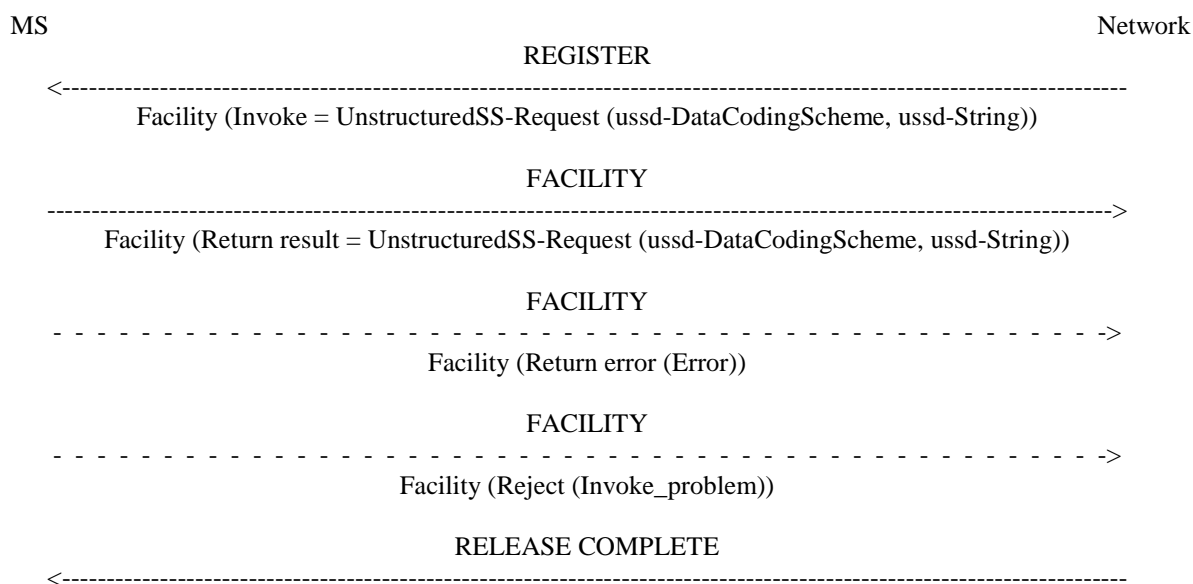 MS Network
REGISTER
<------------------------------------------------------------------------------------------------------------------------
Facility (Invoke = UnstructuredSS-Request (ussd-DataCodingScheme, ussd-String))
FACILITY
------------------------------------------------------------------------------------------------------------------------>
Facility (Return result = UnstructuredSS-Request (ussd-DataCodingScheme, ussd-String))
FACILITY
- - - - - - - - - - - - - - - - - - - - - - - - - - - - - - - - - - - - - - - - - - - - - - - ->
Facility (Return error (Error))
FACILITY
- - - - - - - - - - - - - - - - - - - - - - - - - - - - - - - - - - - - - - - - - - - - - - - ->
Facility (Reject (Invoke_problem))
RELEASE COMPLETE
<------------------------------------------------------------------------------------------------------------------------